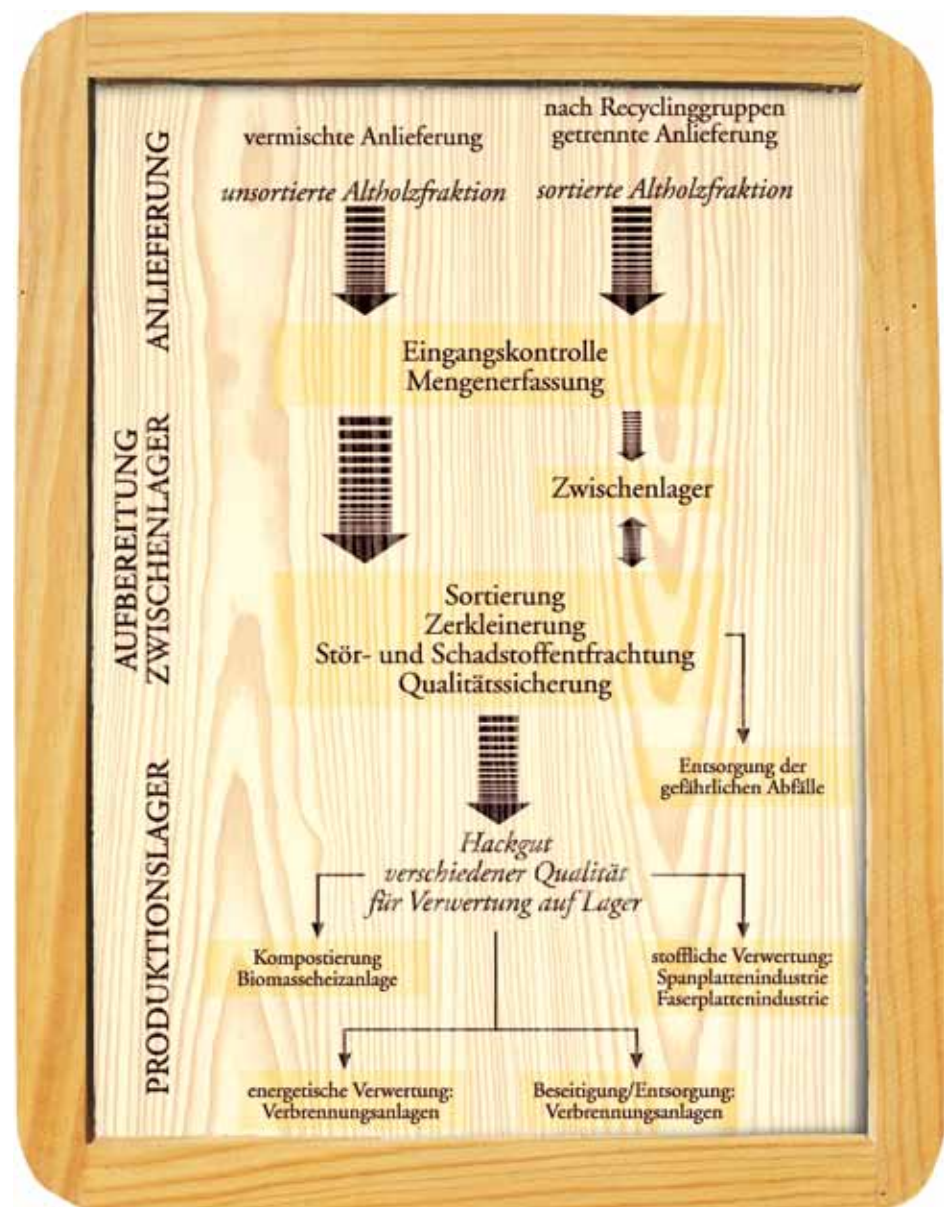 ANLIEFERUNG
vermischte Anlieferung
unsortierte Altholzfraktion
nach Recyclinggruppen
getrennte Anlieferung
sortierte Altholzfraktion
Eingangskontrolle
Mengenerfassung
AUFBEREITUNG
ZWISCHENLAGER
Zwischenlager
Sortierung
Zerkleinerung
Stör- und Schadstoffentfrachtung
Qualitätssicherung
Entsorgung der
gefährlichen Abfälle
PRODUKTIONSLAGER
Hackgut
verschiedener Qualität
für Verwertung auf Lager
Kompostierung
Biomasseheizanlage
stoffliche Verwertung:
Spanplattenindustrie
Faserplattenindustrie
energetische Verwertung:
Verbrennungsanlagen
Beseitigung/Entsorgung:
Verbrennungsanlagen